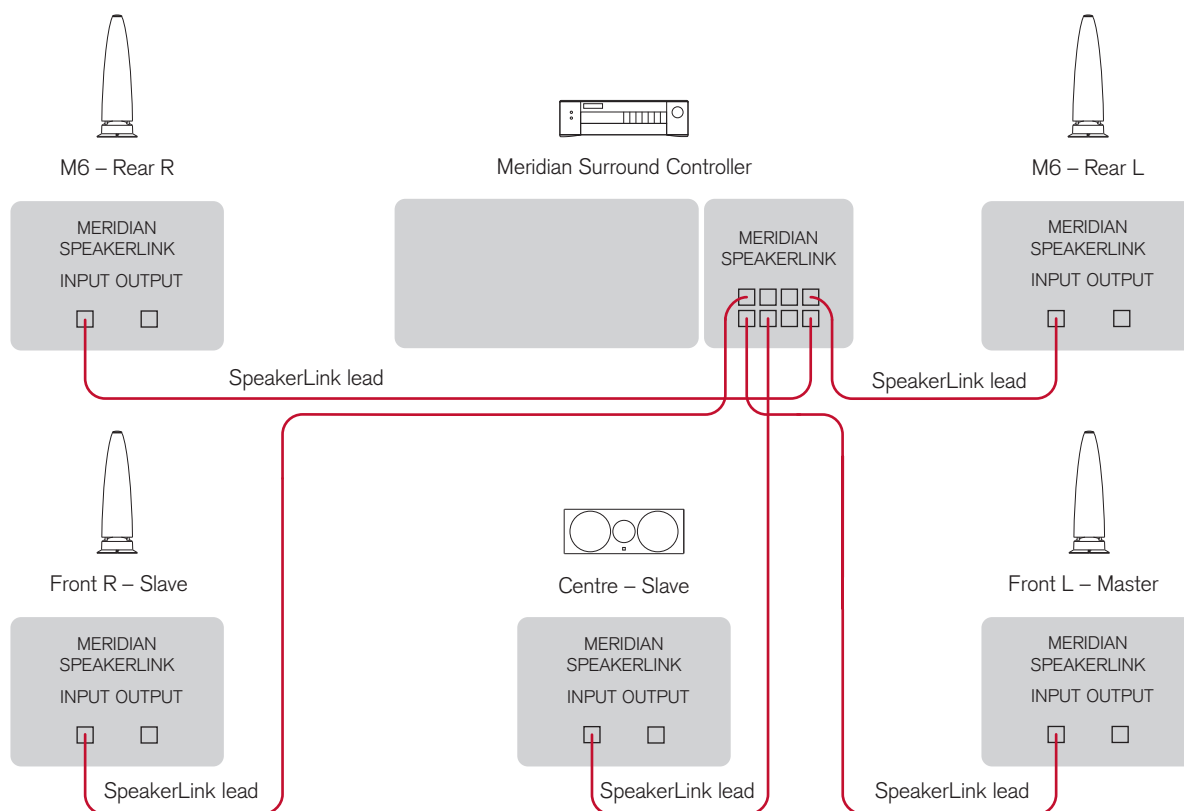 M6 – Rear R
Meridian Surround Controller
M6 – Rear L
MERIDIAN
SPEAKERLINK
INPUT OUTPUT
MERIDIAN
SPEAKERLINK
MERIDIAN
SPEAKERLINK
INPUT OUTPUT
SpeakerLink lead
SpeakerLink lead
Front R – Slave
Centre – Slave
Front L – Master
MERIDIAN
SPEAKERLINK
INPUT OUTPUT
MERIDIAN
SPEAKERLINK
INPUT OUTPUT
MERIDIAN
SPEAKERLINK
INPUT OUTPUT
SpeakerLink lead
SpeakerLink lead
SpeakerLink lead